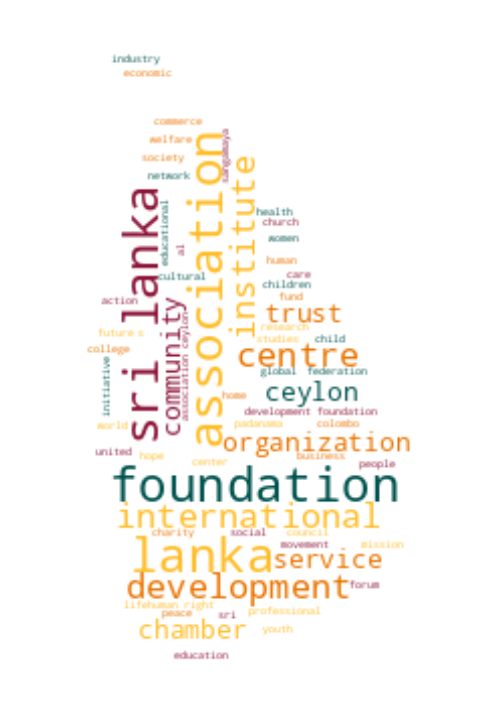 industry
economic
commerce
welfare
association
sangamaya
society
institute
network
sri lanka
educational
health
church
women
al
human
cultural
care
children
action
community
fund
trust
association ceylon
research
future s
studies
child
college
centre
initiative
global
federation
ceylon
home
development
foundation
world
padanama
colombo
organization
united
hope
business
center
people
foundation
international
charity
social
council
movement
mission
lanka
service
development
forum
life
human right
peace
sri
professional
chamber
youth
education